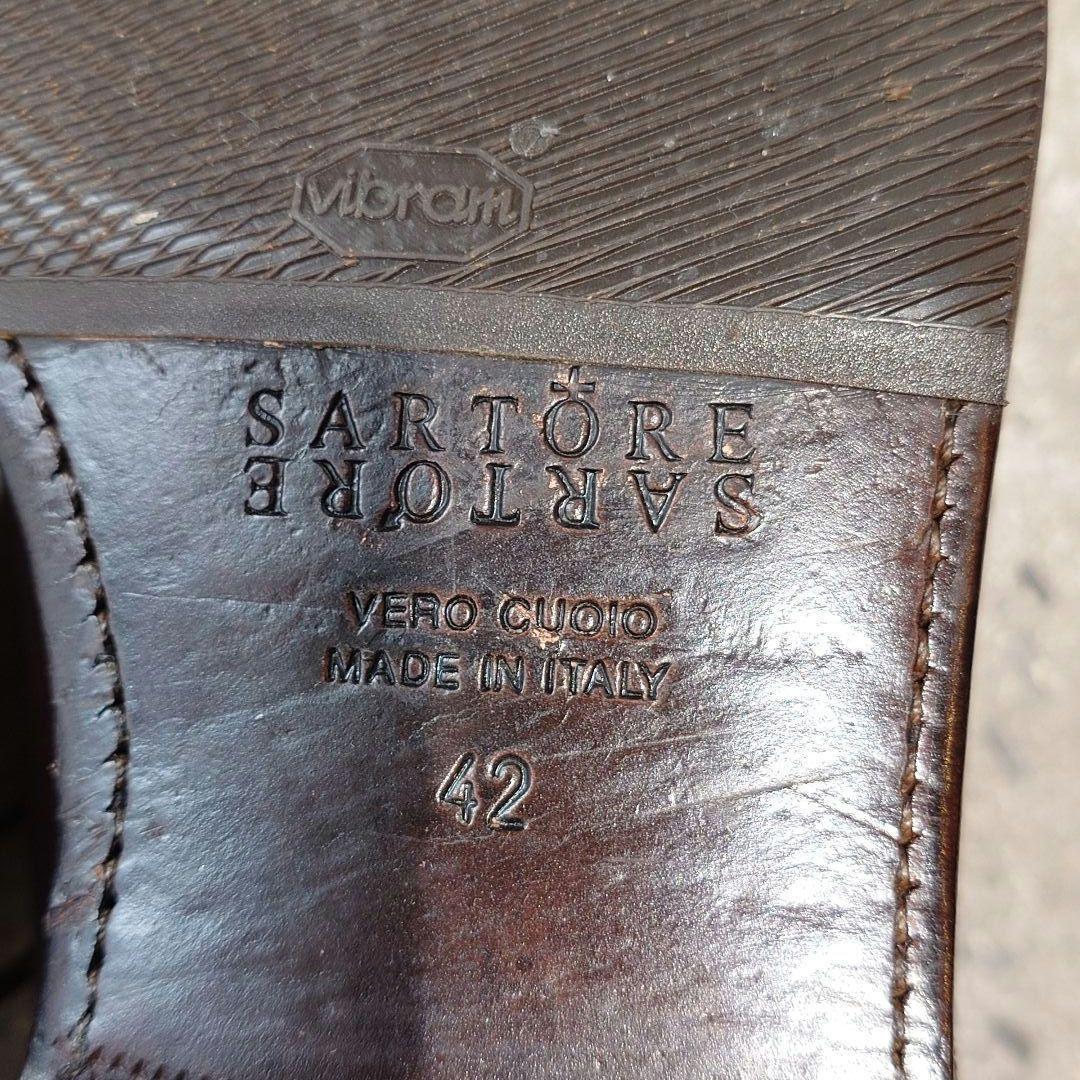 vibram
SARTORE
SARTORE
VERO CUOIO
MADE IN ITALY
42